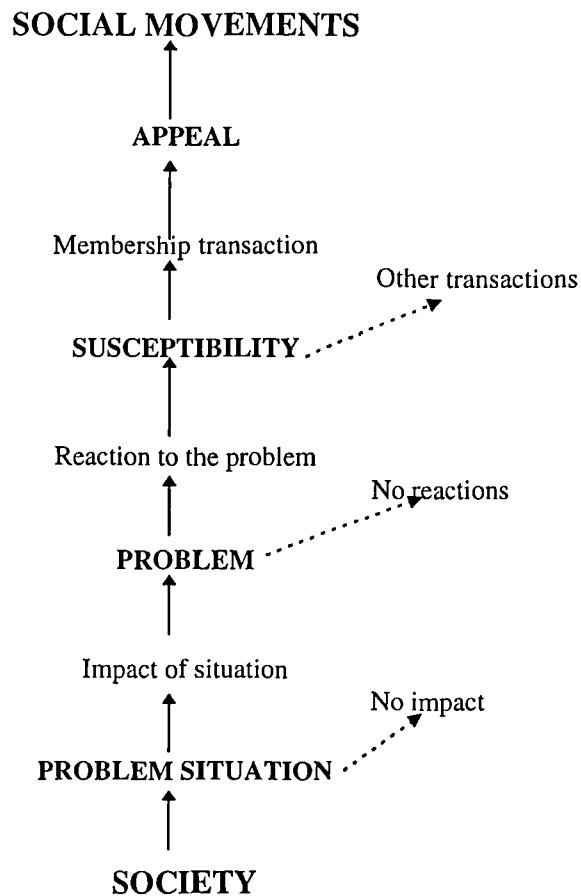 SOCIAL MOVEMENTS
APPEAL
Membership transaction
Other transactions
SUSCEPTIBILITY
Reaction to the problem
No reactions
PROBLEM
Impact of situation
No impact
PROBLEM SITUATION
SOCIETY